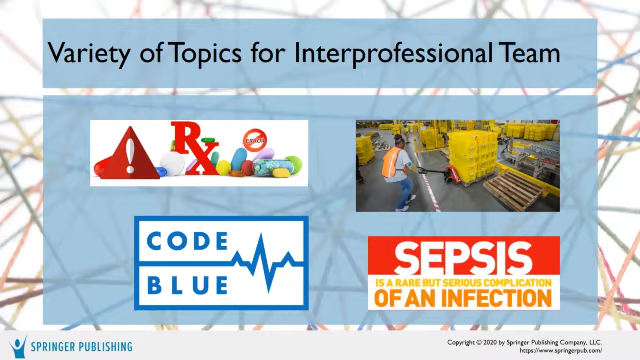 Variety of Topics for Interprofessional Team
Rx
ERROR
CODE
BLUE
SEPSIS
IS A RARE BUT SERIOUS COMPLICATION
OF AN INFECTION
SPRINGER PUBLISHING
Copyright © 2020 by Springer Publishing Company, LLC.
https://www.springerpub.com/